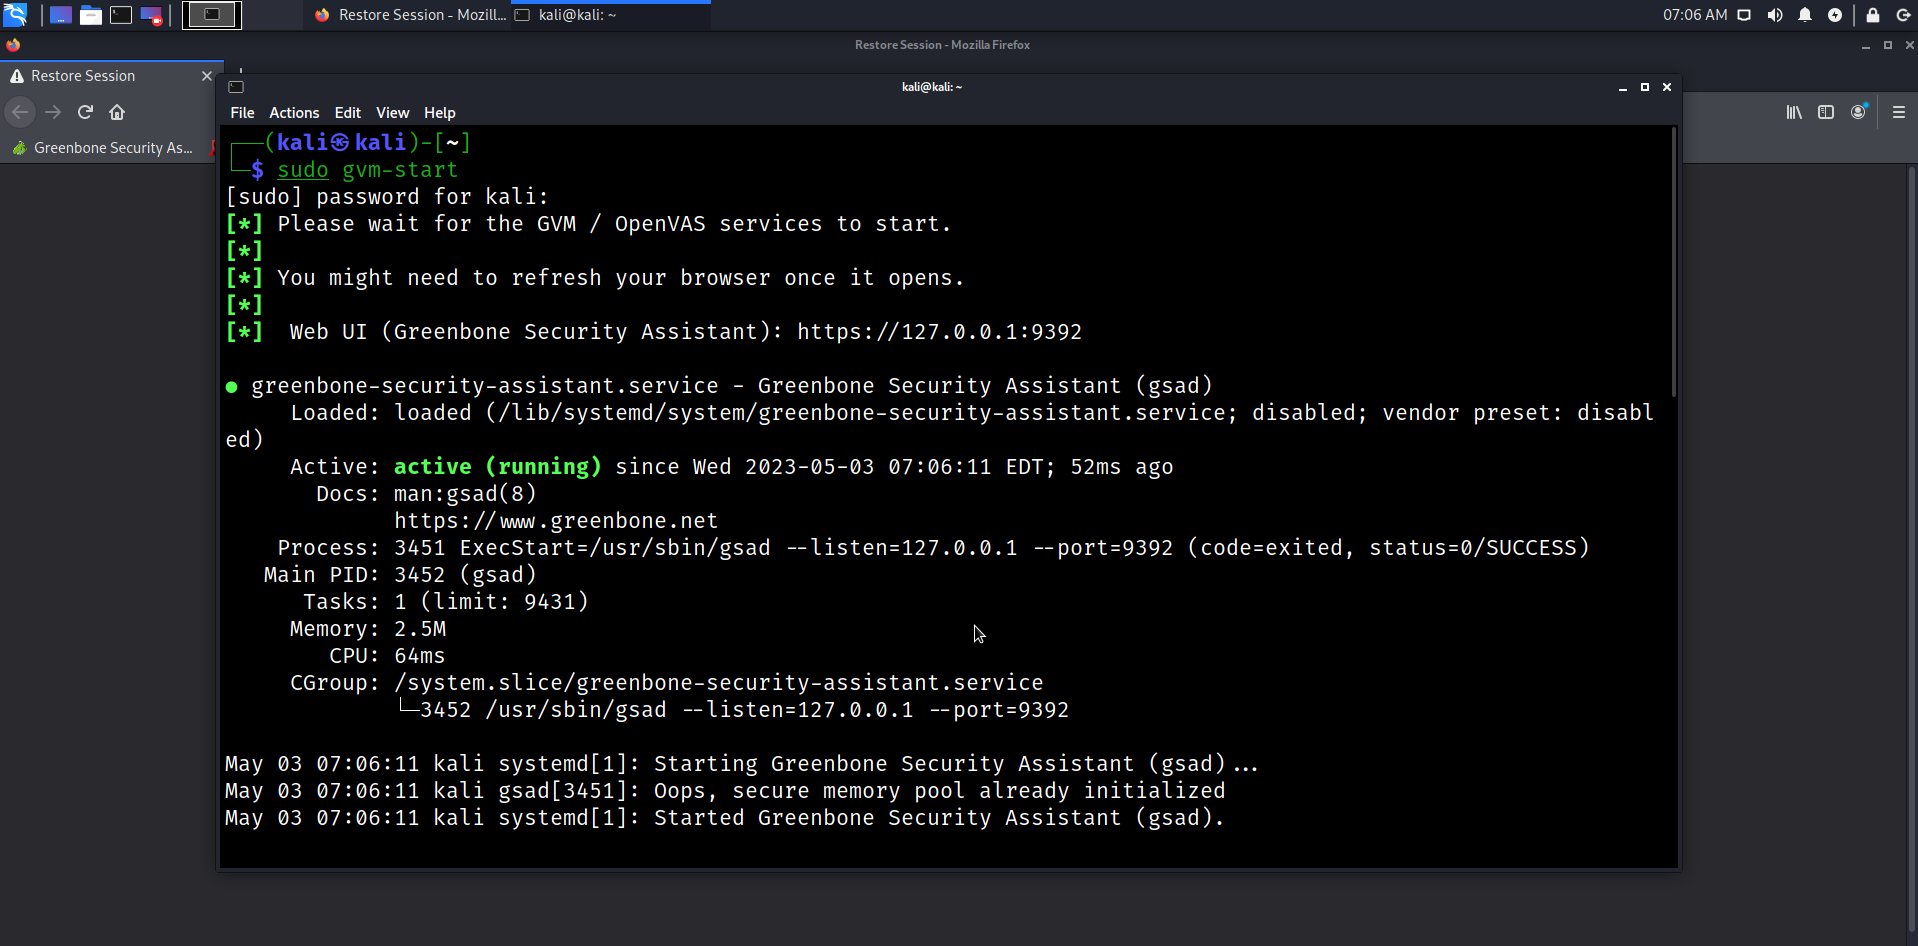 Restore Session - Mozill...
kali@kali: ~
07:06 AM
Restore Session - Mozilla Firefox
Restore Session
kali@kali: ~
File Actions Edit View Help
Greenbone Security As...
(kali㉿kali)-[~]
$ sudo gvm-start
[sudo] password for kali:
[*] Please wait for the GVM / OpenVAS services to start.
[*]
[*] You might need to refresh your browser once it opens.
[*]
[*]  Web UI (Greenbone Security Assistant): https://127.0.0.1:9392
● greenbone-security-assistant.service - Greenbone Security Assistant (gsad)
Loaded: loaded (/lib/systemd/system/greenbone-security-assistant.service; disabled; vendor preset: disabl
ed)
Active: active (running) since Wed 2023-05-03 07:06:11 EDT; 52ms ago
Docs: man:gsad(8)
https://www.greenbone.net
Process: 3451 ExecStart=/usr/sbin/gsad --listen=127.0.0.1 --port=9392 (code=exited, status=0/SUCCESS)
Main PID: 3452 (gsad)
Tasks: 1 (limit: 9431)
Memory: 2.5M
CPU: 64ms
CGroup: /system.slice/greenbone-security-assistant.service
└─3452 /usr/sbin/gsad --listen=127.0.0.1 --port=9392
May 03 07:06:11 kali systemd[1]: Starting Greenbone Security Assistant (gsad)...
May 03 07:06:11 kali gsad[3451]: Oops, secure memory pool already initialized
May 03 07:06:11 kali systemd[1]: Started Greenbone Security Assistant (gsad).